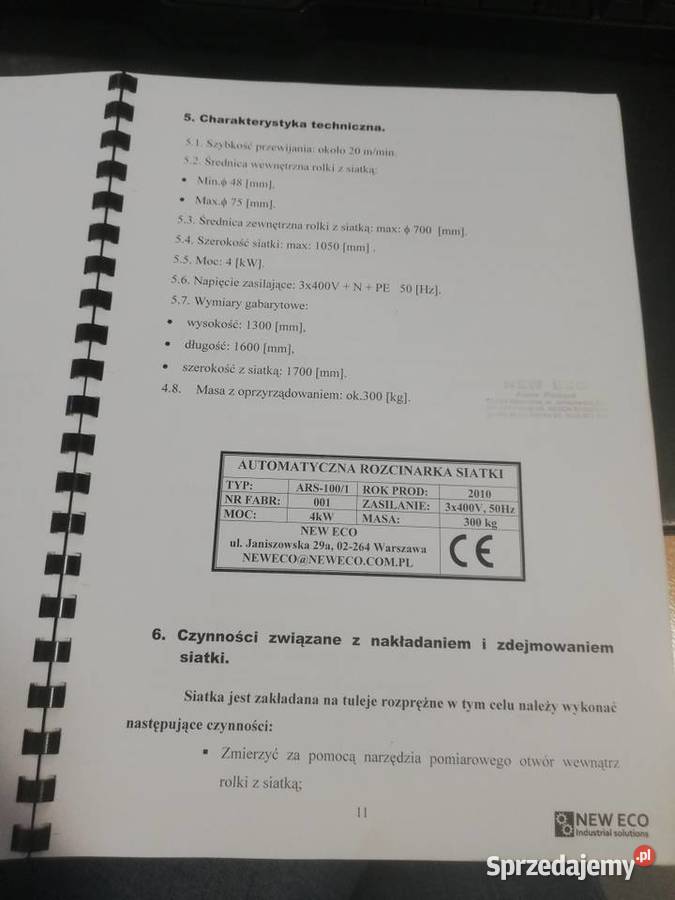 5. Charakterystyka techniczna.
5.1. Szybkość przewijania: około 20 m/min.
5.2. Średnica wewnętrzna rolki z siatką:
• Min.ϕ 48 [mm],
• Max.ϕ 75 [mm].
5.3. Średnica zewnętrzna rolki z siatką: max: ϕ 700 [mm].
5.4. Szerokość siatki: max: 1050 [mm] .
5.5. Moc: 4 [kW].
5.6. Napięcie zasilające: 3x400V + N + PE 50 [Hz].
5.7. Wymiary gabarytowe:
• wysokość: 1300 [mm],
• długość: 1600 [mm],
• szerokość z siatką: 1700 [mm].
4.8. Masa z oprzyrządowaniem: ok.300 [kg].
NEW ECO
AUTOMATYCZNA ROZCINARKA SIATKI
TYP: ARS-100/1 ROK PROD: 2010
NR FABR: 001 ZASILANIE: 3x400V, 50Hz
MOC: 4kW MASA: 300 kg
NEW ECO
ul. Janiszowska 29a, 02-264 Warszawa
NEWECO@NEWECO.COM.PL
CE
6. Czynności związane z nakładaniem i zdejmowaniem
siatki.
Siatka jest zakładana na tuleje rozprężne w tym celu należy wykonać
następujące czynności:
▪ Zmierzyć za pomocą narzędzia pomiarowego otwór wewnątrz
rolki z siatką;
11
NEW ECO
Industrial solutions
Sprzedajemy.pl